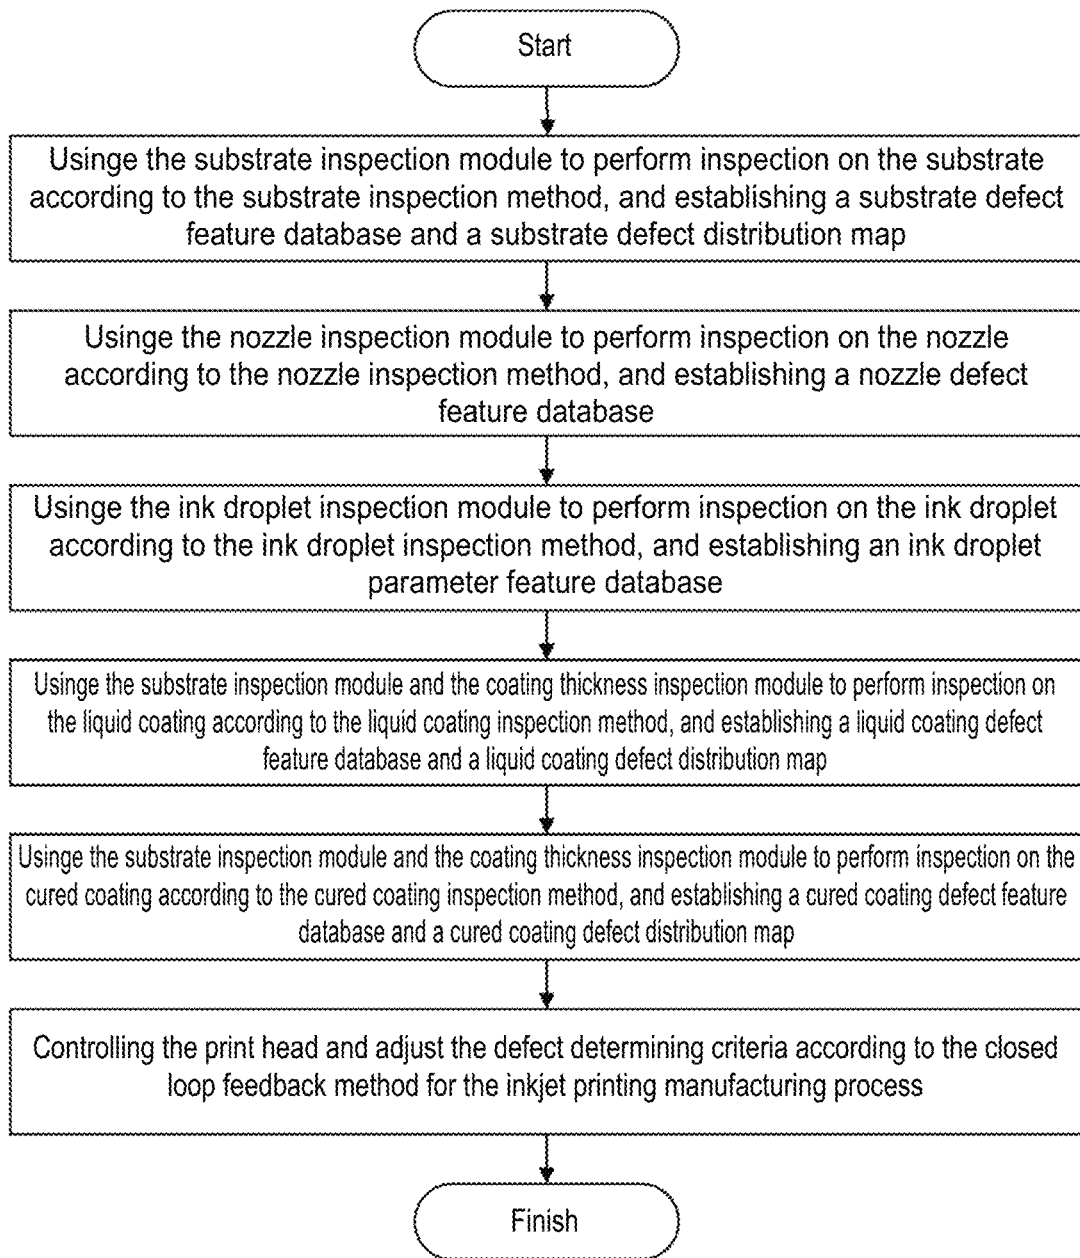 Start
Usinge the substrate inspection module to perform inspection on the substrate
according to the substrate inspection method, and establishing a substrate defect
feature database and a substrate defect distribution map
Usinge the nozzle inspection module to perform inspection on the nozzle
according to the nozzle inspection method, and establishing a nozzle defect
feature database
Usinge the ink droplet inspection module to perform inspection on the ink droplet
according to the ink droplet inspection method, and establishing an ink droplet
parameter feature database
Usinge the substrate inspection module and the coating thickness inspection module to perform inspection on
the liquid coating according to the liquid coating inspection method, and establishing a liquid coating defect
feature database and a liquid coating defect distribution map
Usinge the substrate inspection module and the coating thickness inspection module to perform inspection on the
cured coating according to the cured coating inspection method, and establishing a cured coating defect feature
database and a cured coating defect distribution map
Controlling the print head and adjust the defect determining criteria according to the closed
loop feedback method for the inkjet printing manufacturing process
Finish